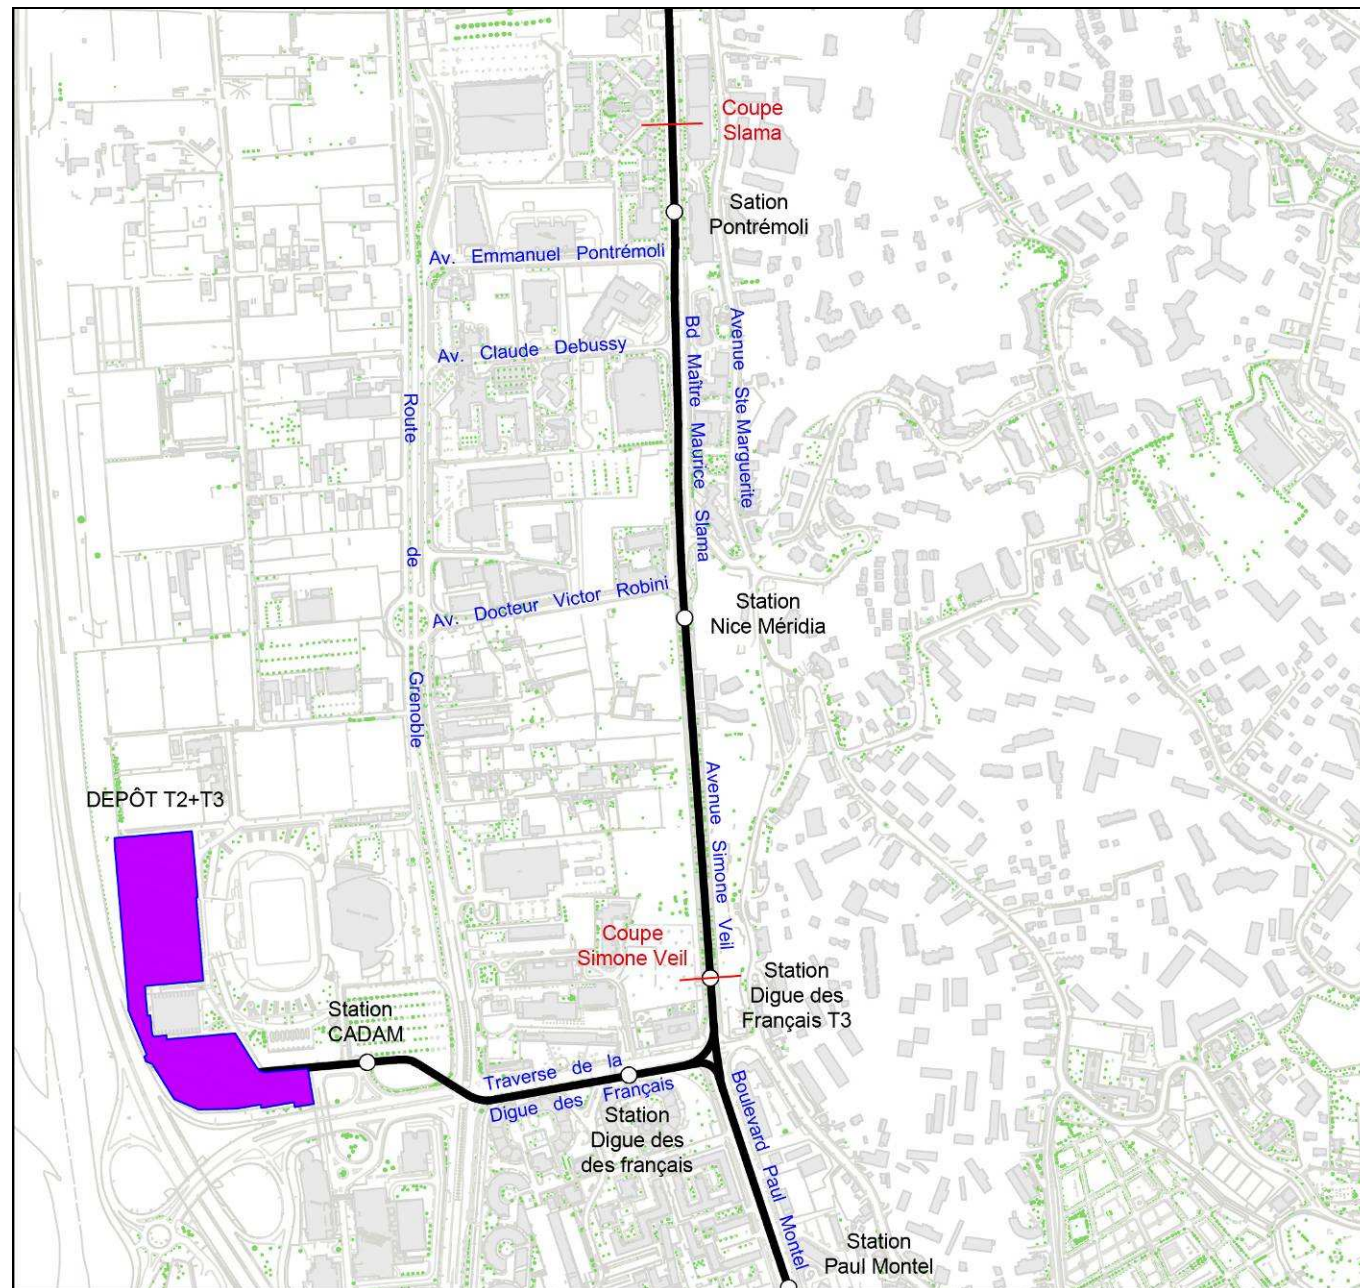 Coupe
Slama
Sation
Pontrémoli
Av. Emmanuel Pontrémoli
Av. Claude Debussy
Bd Maître Maurice Slama
Avenue Ste Marguerite
Route de Grenoble
Av. Docteur Victor Robini
Station
Nice Méridia
Avenue Simone Veil
DEPÔT T2+T3
Coupe
Simone Veil
Station
Digue des
Français T3
Station
CADAM
Traverse de la
Digue des Français
Station
Digue des
des français
Boulevard Paul Montel
Station
Paul Montel